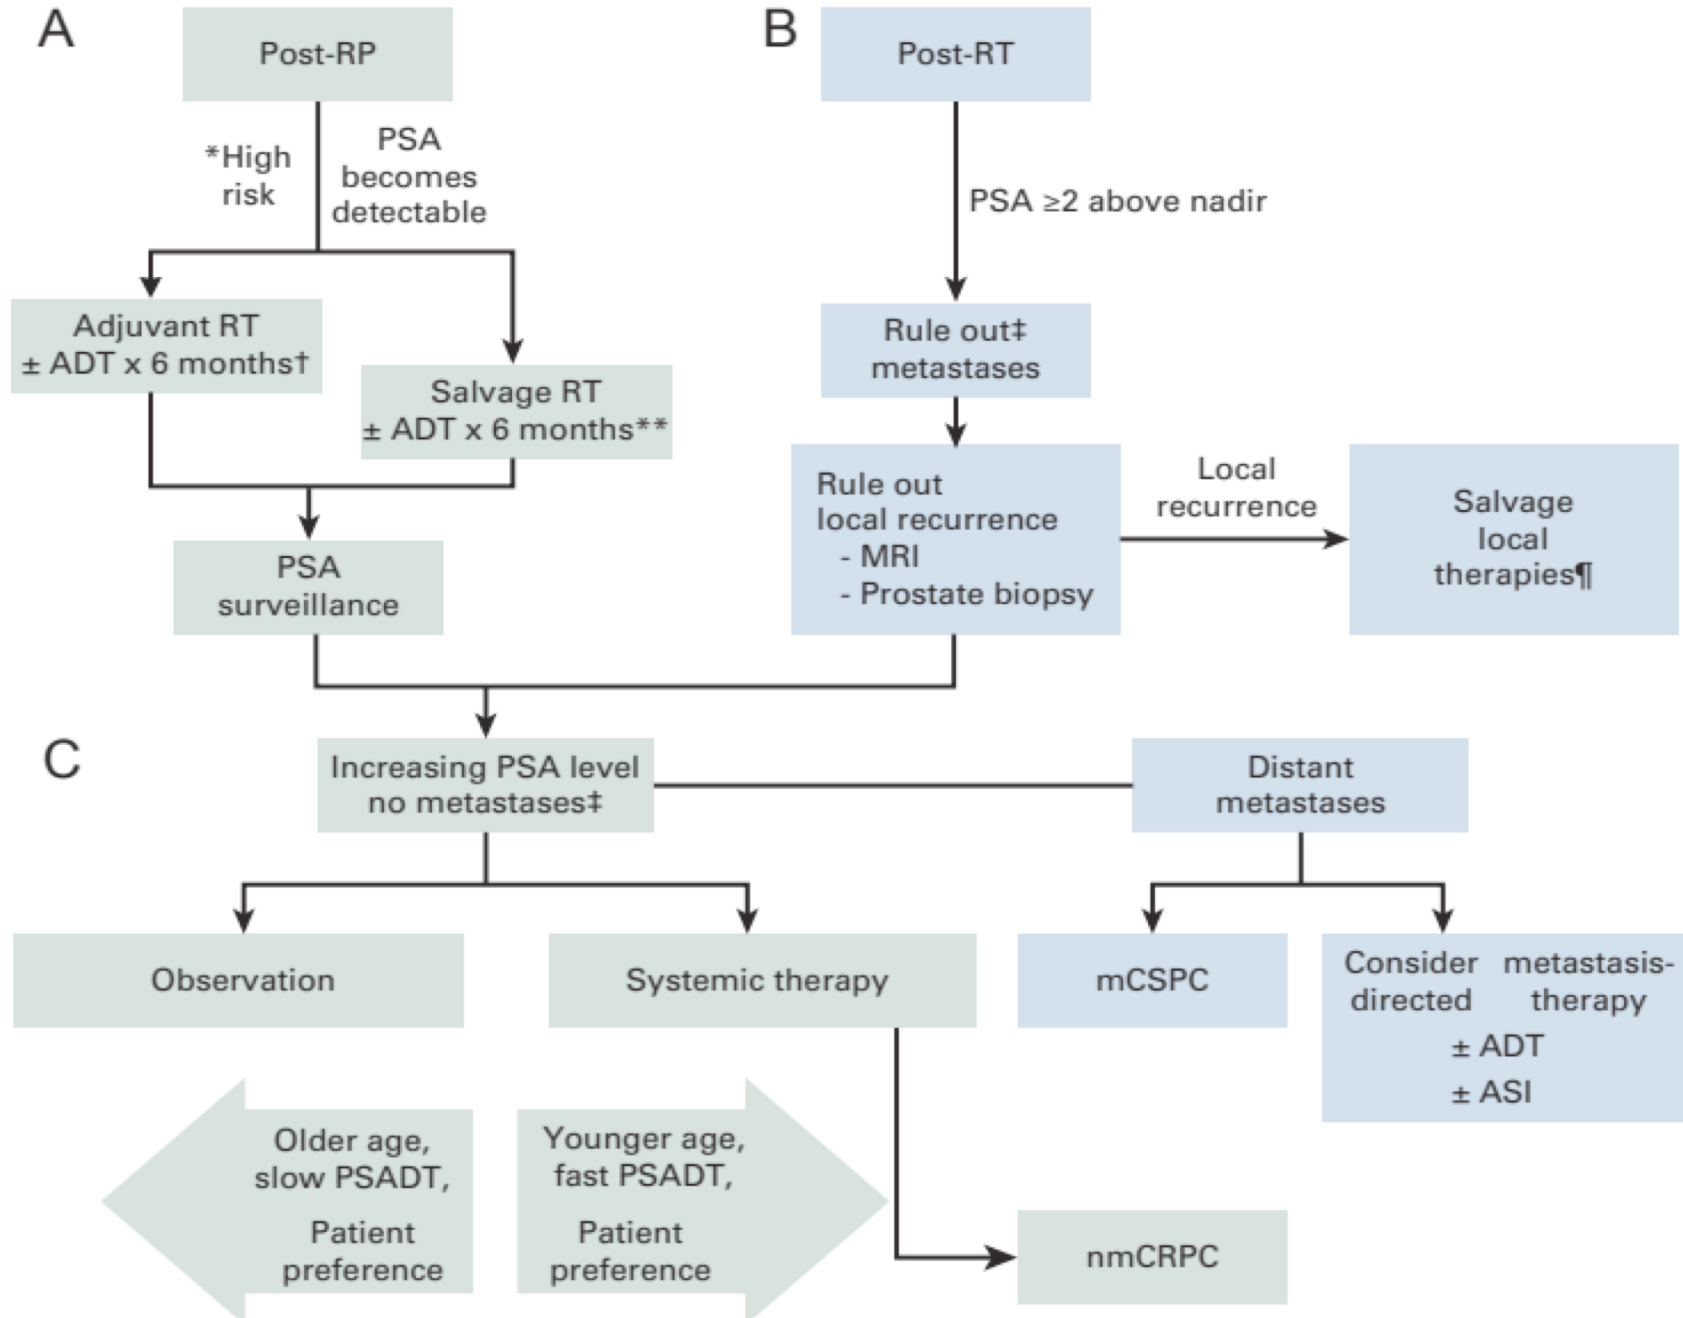 A
Post-RP
*High
risk
PSA
becomes
detectable
Adjuvant RT
± ADT x 6 months†
Salvage RT
± ADT x 6 months**
PSA
surveillance
B
Post-RT
PSA ≥2 above nadir
Rule out‡
metastases
Rule out
local recurrence
- MRI
- Prostate biopsy
Local
recurrence
Salvage
local
therapies¶
C
Increasing PSA level
no metastases‡
Distant
metastases
Observation
Systemic therapy
mCSPC
Consider metastasis-
directed therapy
± ADT
± ASI
Older age,
slow PSADT,
Patient
preference
Younger age,
fast PSADT,
Patient
preference
nmCRPC